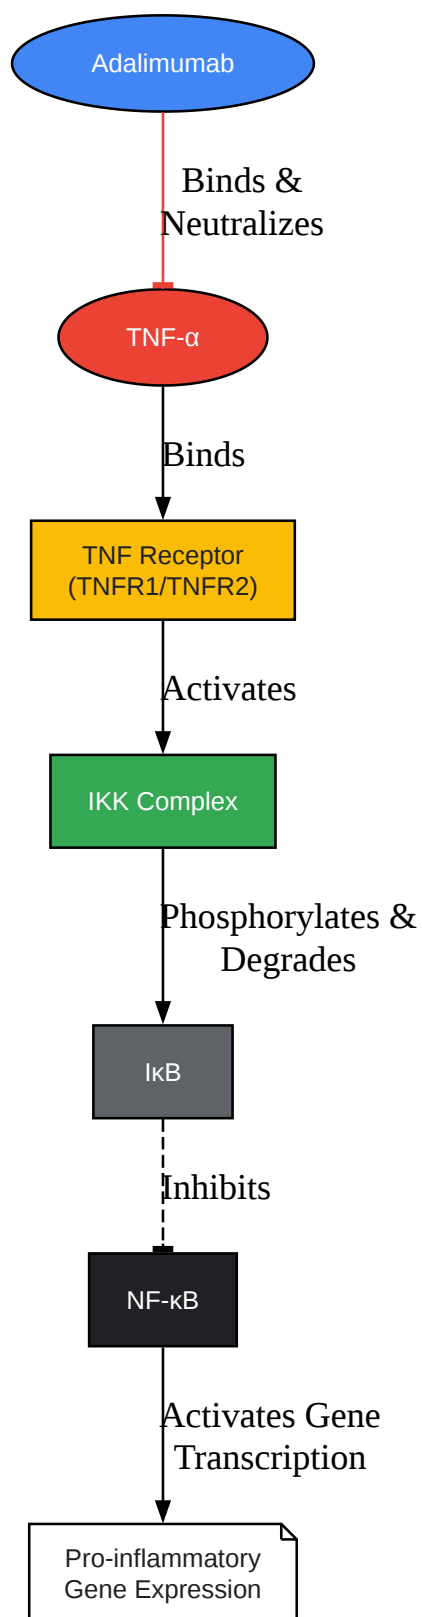 Adalimumab
Binds &
Neutralizes
TNF-α
Binds
TNF Receptor
(TNFR1/TNFR2)
Activates
IKK Complex
Phosphorylates &
Degrades
IκB
Inhibits
NF-κB
Activates Gene
Transcription
Pro-inflammatory
Gene Expression